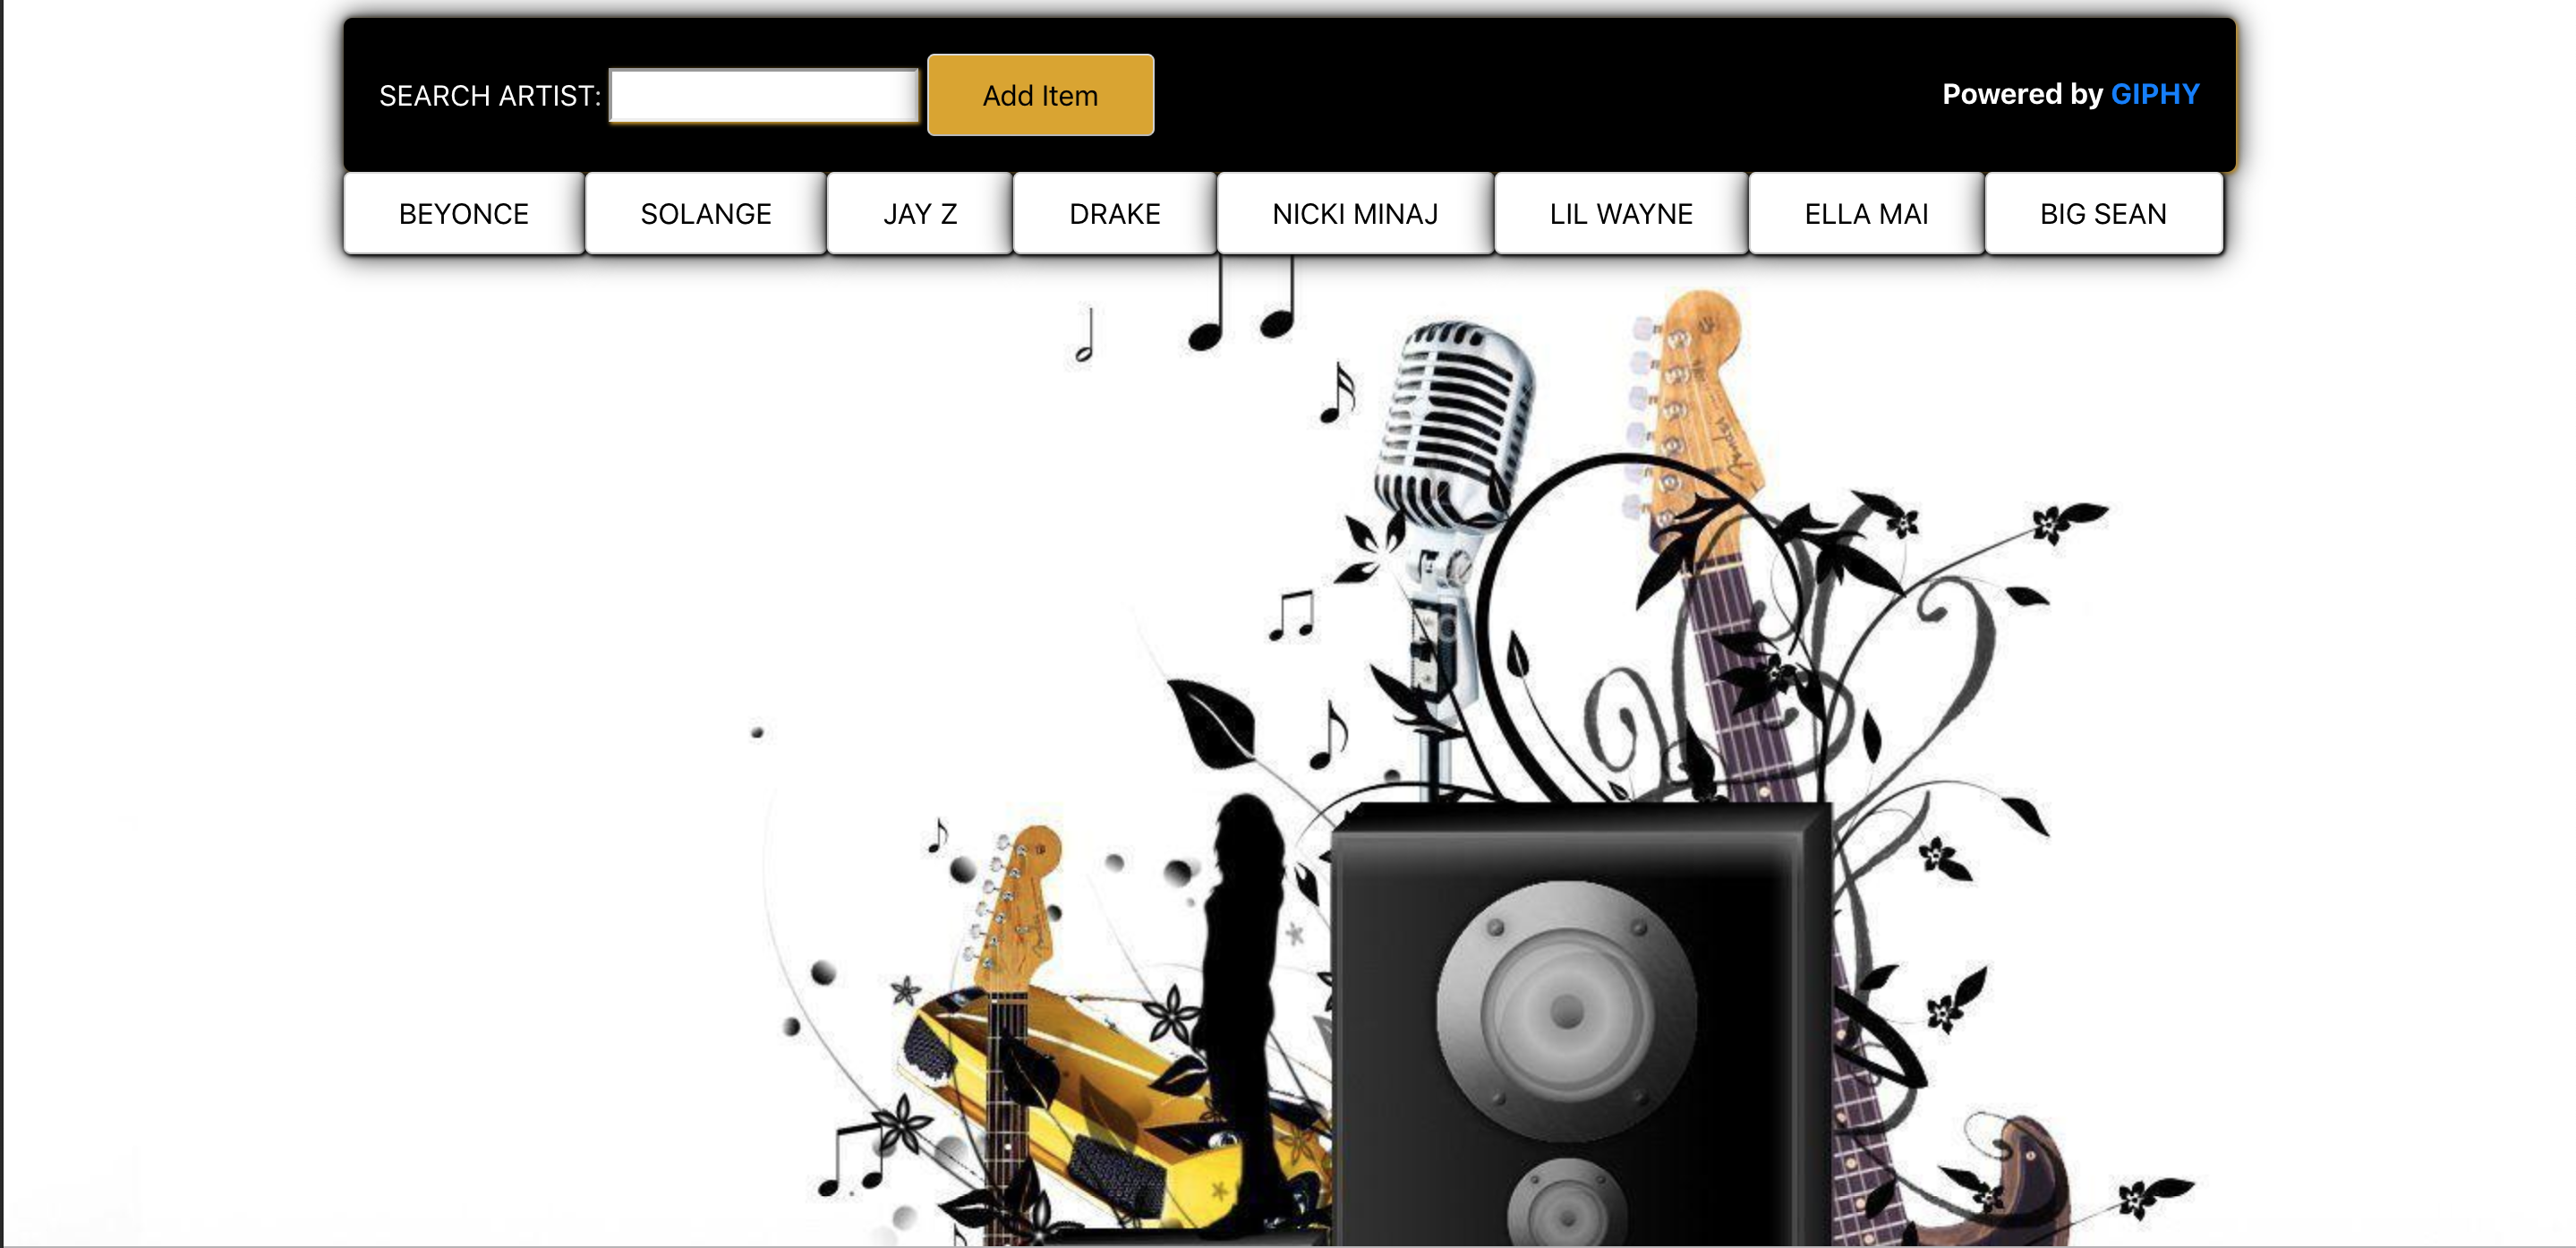 SEARCH ARTIST: Add Item Powered by GIPHY
BEYONCE SOLANGE JAY Z DRAKE NICKI MINAJ LIL WAYNE ELLA MAI BIG SEAN
Fender